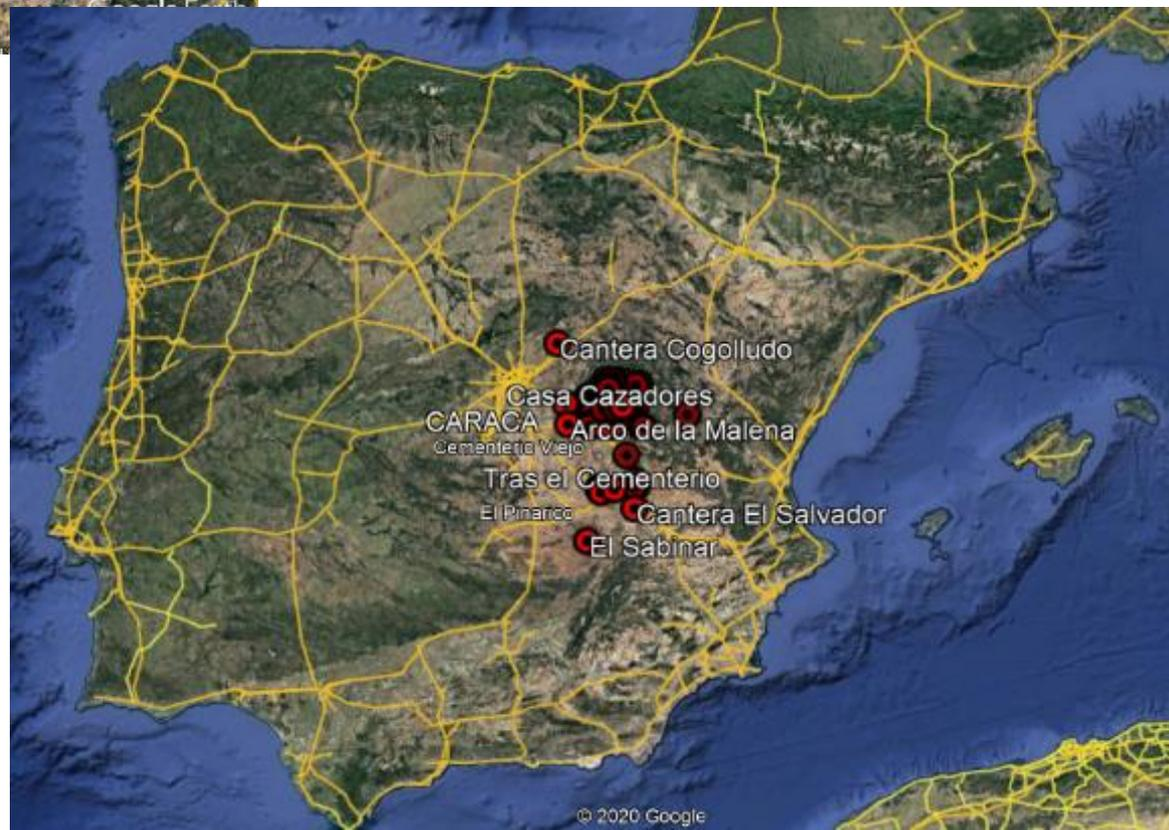 Cantera Cogolludo
Casa Cazadores
CARACA
Arco de la Malena
Cementerio Viejo
Tras el Cementerio
El Pinarico
Cantera El Salvador
El Sabinar
© 2020 Google